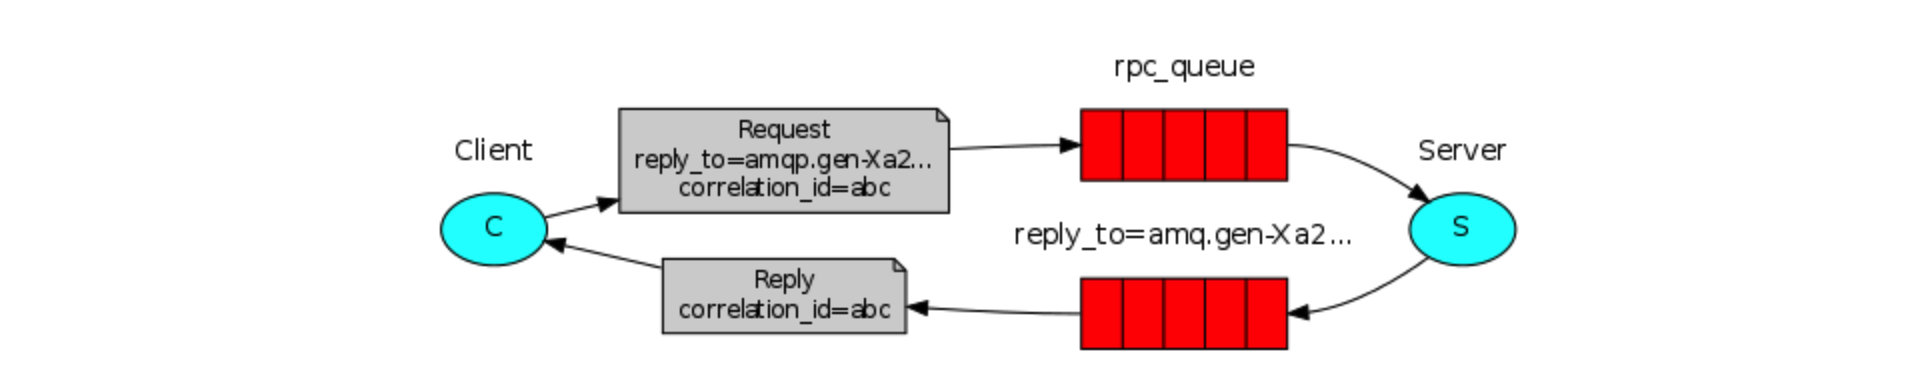 rpc_queue
Client
Request
reply_to=amqp.gen-Xa2...
correlation_id=abc
Server
C
S
reply_to=amq.gen-Xa2...
Reply
correlation_id=abc